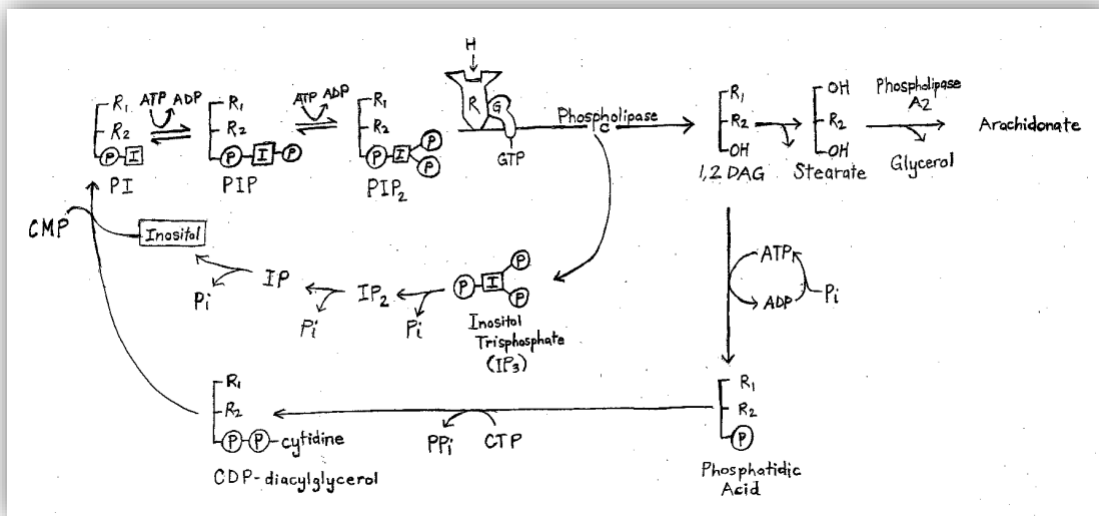 H
R₁ ATP ADP R₁ ATP ADP R₁ R G Phospholipase C R₁ OH Phospholipase A2
R₂ R₂ R₂ GTP R₂ R₂ Glycerol Arachidonate
P I P I P P I P P OH OH
PI PIP PIP₂ 1,2 DAG Stearate
CMP Inositol
Pi IP Pi IP₂ Pi P I P P
Inositol
Trisphosphate
(IP₃)
ATP
ADP Pi
R₁ R₁
R₂ PPi CTP R₂
P P -cytidine P
CDP-diacylglycerol Phosphatidic
Acid